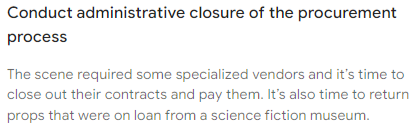 Conduct administrative closure of the procurement
process
The scene required some specialized vendors and it's time to
close out their contracts and pay them. It's also time to return
props that were on loan from a science fiction museum.